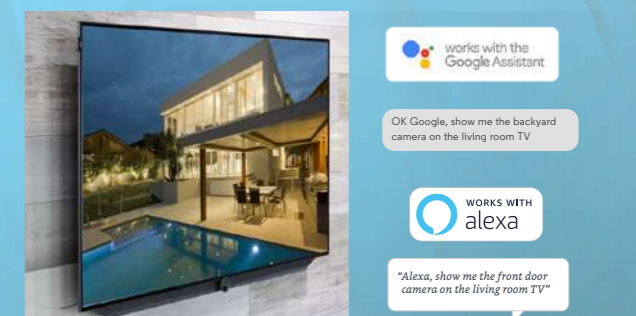 works with the
Google Assistant
OK Google, show me the backyard
camera on the living room TV
WORKS WITH
alexa
“Alexa, show me the front door
camera on the living room TV”